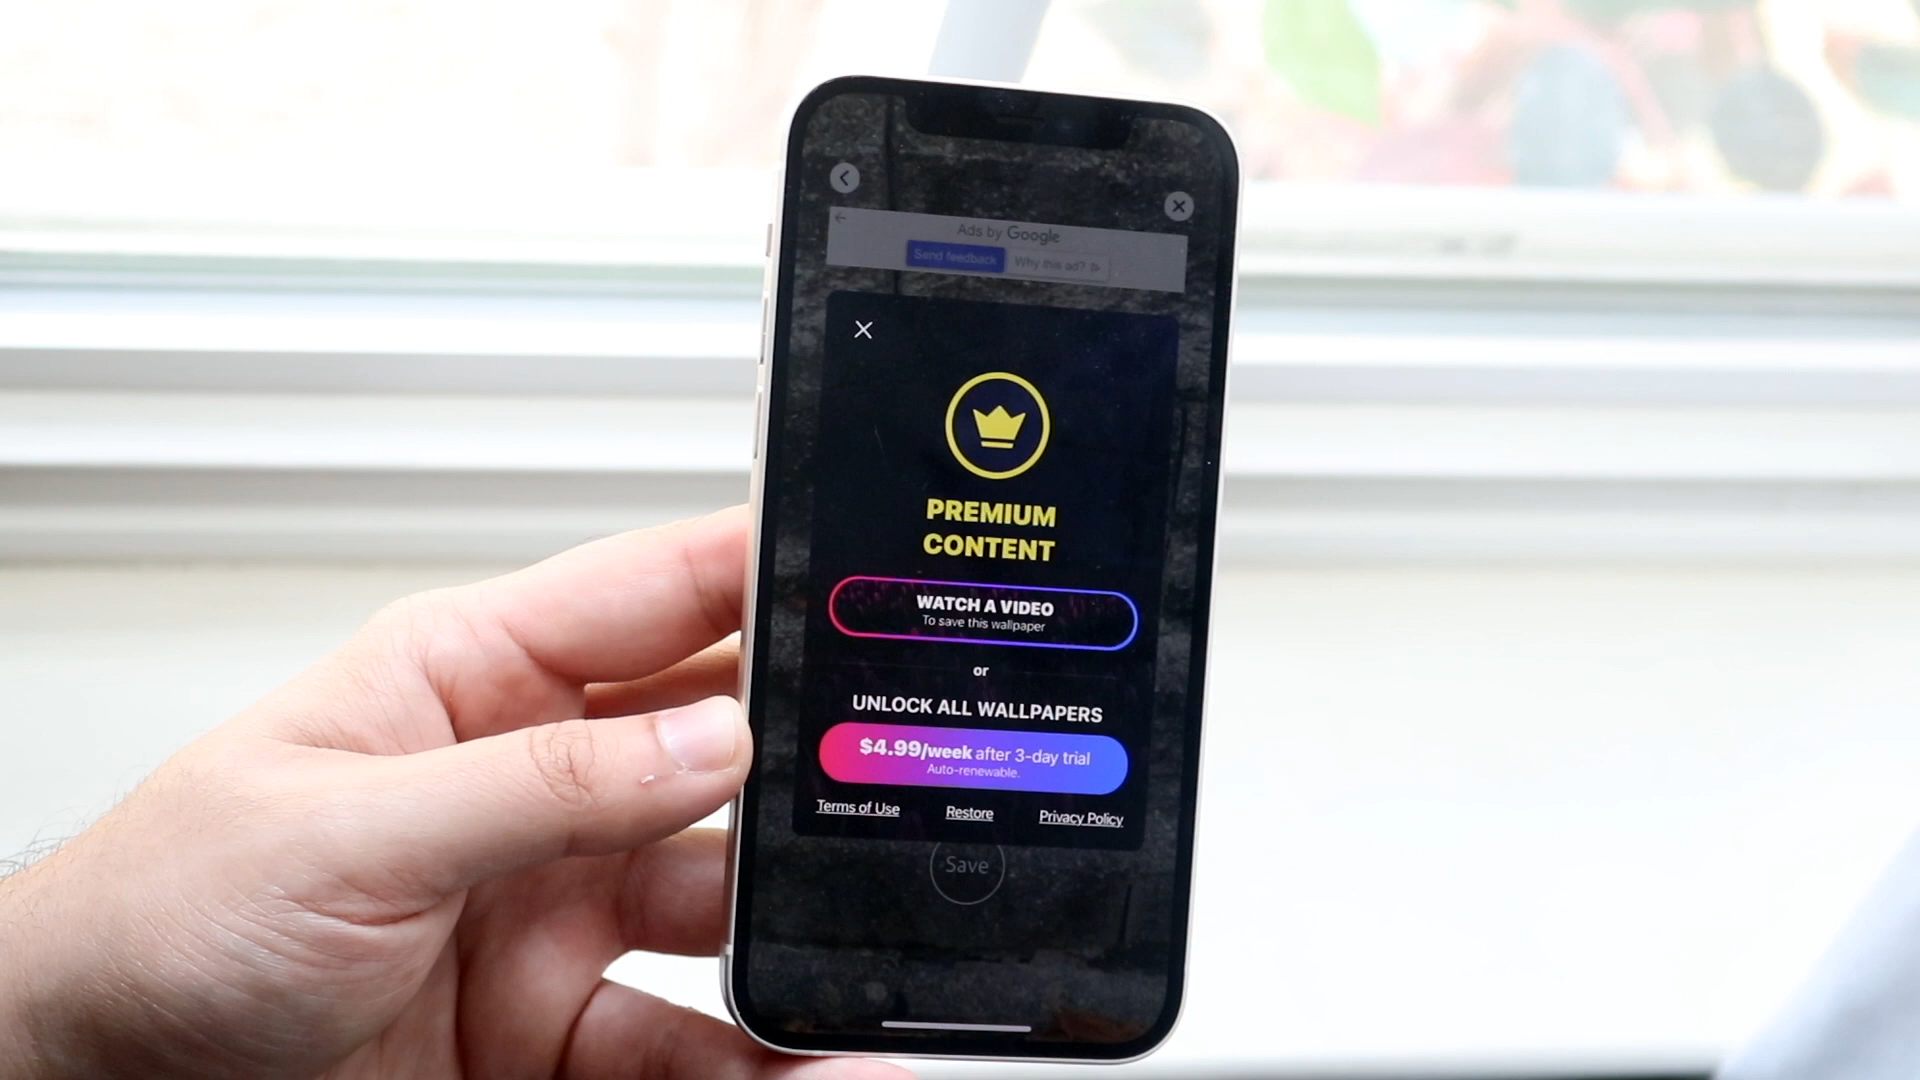 Ads by Google
Send feedback
Why this ad?
PREMIUM
CONTENT
WATCH A VIDEO
To save this wallpaper
or
UNLOCK ALL WALLPAPERS
$4.99/week after 3-day trial
Auto-renewable.
Terms of Use
Restore
Privacy Policy
Save